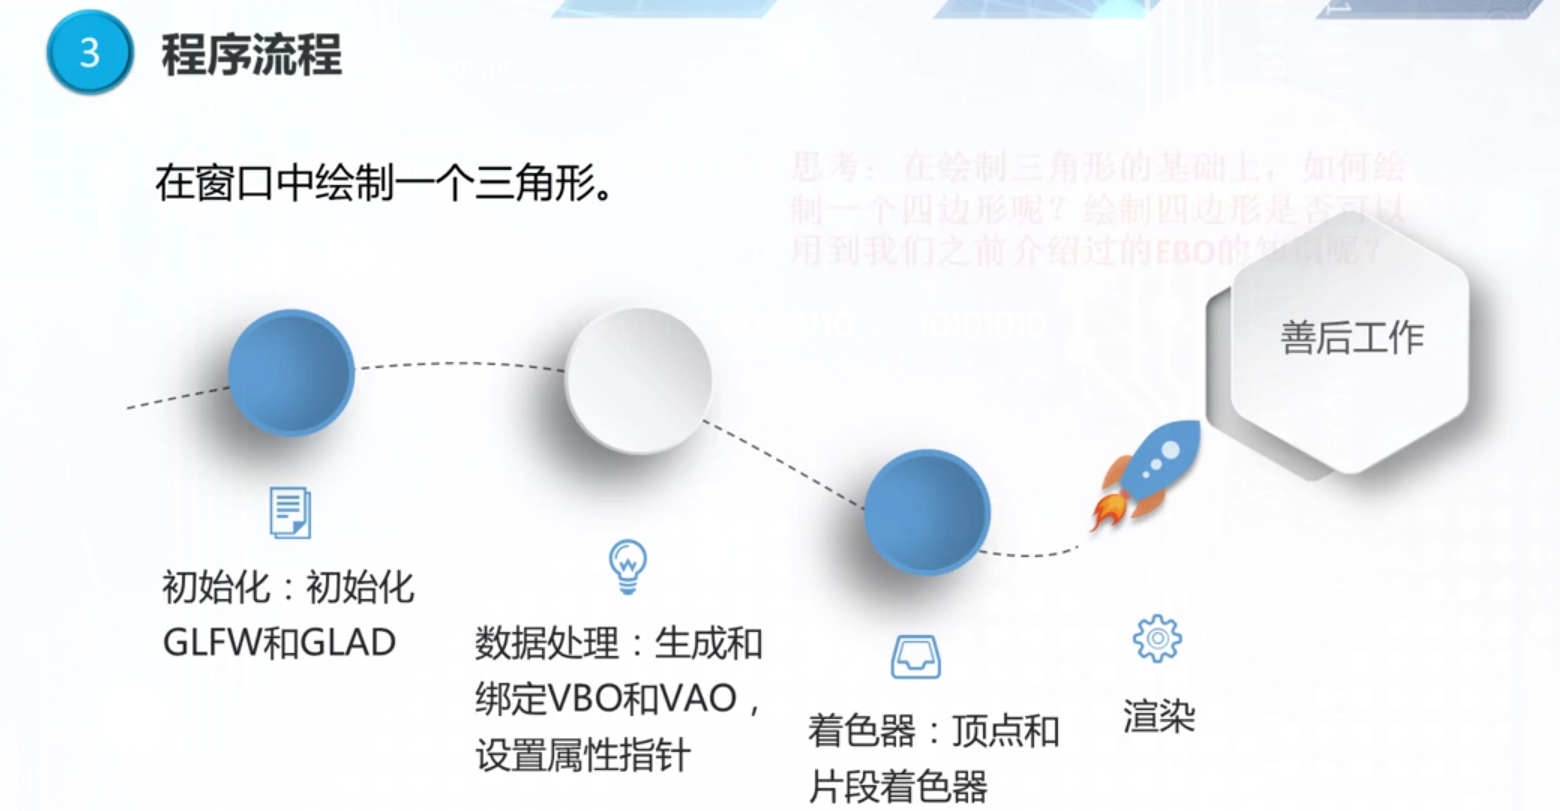 3
程序流程
在窗口中绘制一个三角形。
思考：在绘制三角形的基础上，如何绘
制一个四边形呢？绘制四边形是否可以
用到我们之前介绍过的EBO的知识呢？
善后工作
初始化：初始化
GLFW和GLAD
数据处理：生成和
绑定VBO和VAO，
设置属性指针
着色器：顶点和
片段着色器
渲染